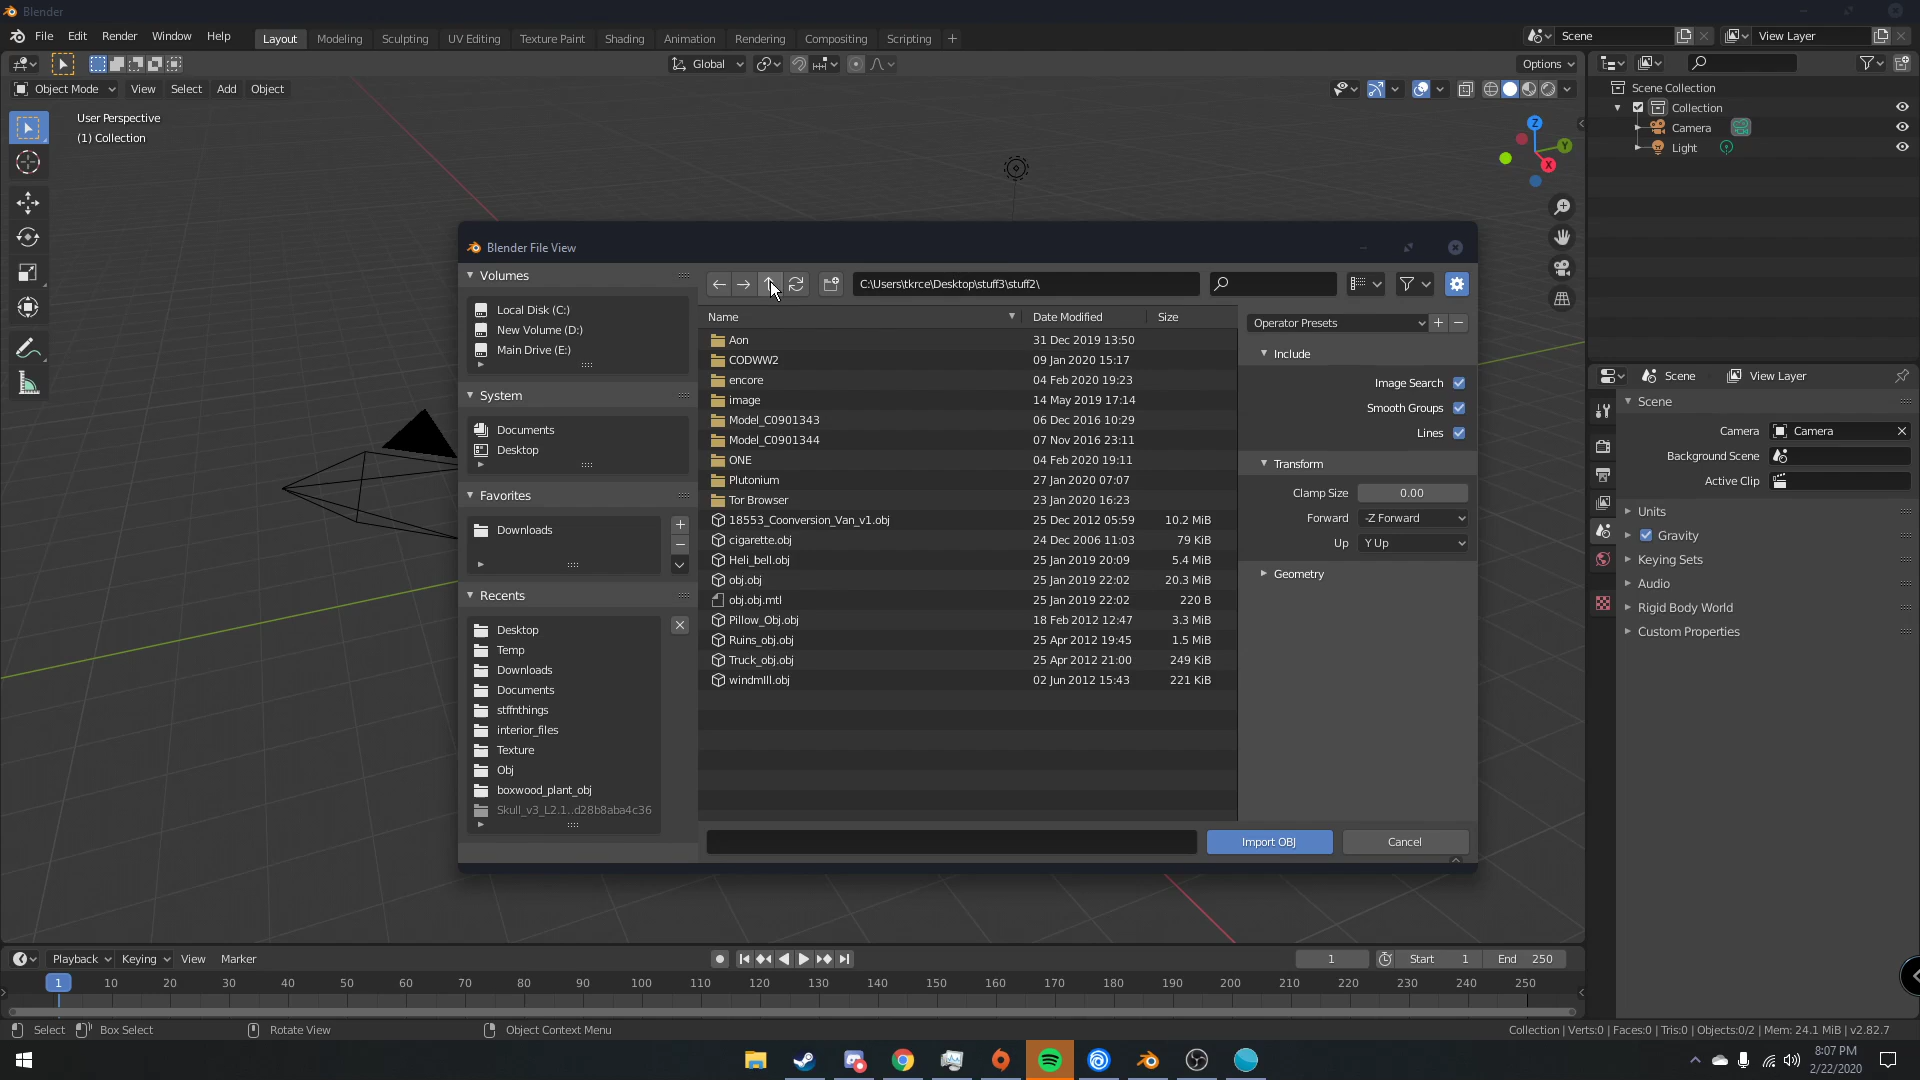 Blender
File Edit Render Window Help
Layout Modeling Sculpting UV Editing Texture Paint Shading Animation Rendering Compositing Scripting +
Scene
View Layer
Global
Options
Object Mode View Select Add Object
User Perspective
(1) Collection
Z
Y
X
Scene Collection
Collection
Camera
Light
Blender File View
Volumes
Local Disk (C:)
New Volume (D:)
Main Drive (E:)
System
Documents
Desktop
Favorites
Downloads
Recents
Desktop
Temp
Downloads
Documents
stffnthings
interior_files
Texture
Obj
boxwood_plant_obj
Skull_v3_L2.1..d28b8aba4c36
C:\Users\tkrce\Desktop\stuff3\stuff2\
Name Date Modified Size
Aon 31 Dec 2019 13:50
CODWW2 09 Jan 2020 15:17
encore 04 Feb 2020 19:23
image 14 May 2019 17:14
Model_C0901343 06 Dec 2016 10:29
Model_C0901344 07 Nov 2016 23:11
ONE 04 Feb 2020 19:11
Plutonium 27 Jan 2020 07:07
Tor Browser 23 Jan 2020 16:23
18553_Coonversion_Van_v1.obj 25 Dec 2012 05:59 10.2 MiB
cigarette.obj 24 Dec 2006 11:03 79 KiB
Heli_bell.obj 25 Jan 2019 20:09 5.4 MiB
obj.obj 25 Jan 2019 22:02 20.3 MiB
obj.obj.mtl 25 Jan 2019 22:02 220 B
Pillow_Obj.obj 18 Feb 2012 12:47 3.3 MiB
Ruins_obj.obj 25 Apr 2012 19:45 1.5 MiB
Truck_obj.obj 25 Apr 2012 21:00 249 KiB
windmIll.obj 02 Jun 2012 15:43 221 KiB
Operator Presets
Include
Image Search
Smooth Groups
Lines
Transform
Clamp Size 0.00
Forward -Z Forward
Up Y Up
Geometry
Import OBJ
Cancel
Scene View Layer
Scene
Camera Camera
Background Scene
Active Clip
Units
Gravity
Keying Sets
Audio
Rigid Body World
Custom Properties
Playback Keying View Marker
1 Start 1 End 250
1 10 20 30 40 50 60 70 80 90 100 110 120 130 140 150 160 170 180 190 200 210 220 230 240 250
Select Box Select Rotate View Object Context Menu
Collection | Verts:0 | Faces:0 | Tris:0 | Objects:0/2 | Mem: 24.1 MiB | v2.82.7
8:07 PM
2/22/2020